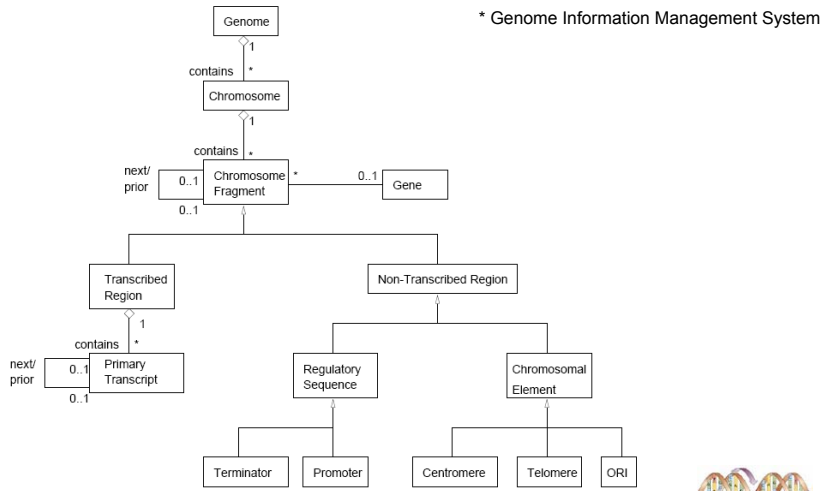 * Genome Information Management System
Genome
1
contains *
Chromosome
1
contains *
next/
prior
0..1
0..1
Chromosome
Fragment
* 0..1
Gene
Transcribed
Region
Non-Transcribed Region
1
contains *
next/
prior
0..1
0..1
Primary
Transcript
Regulatory
Sequence
Chromosomal
Element
Terminator
Promoter
Centromere
Telomere
ORI